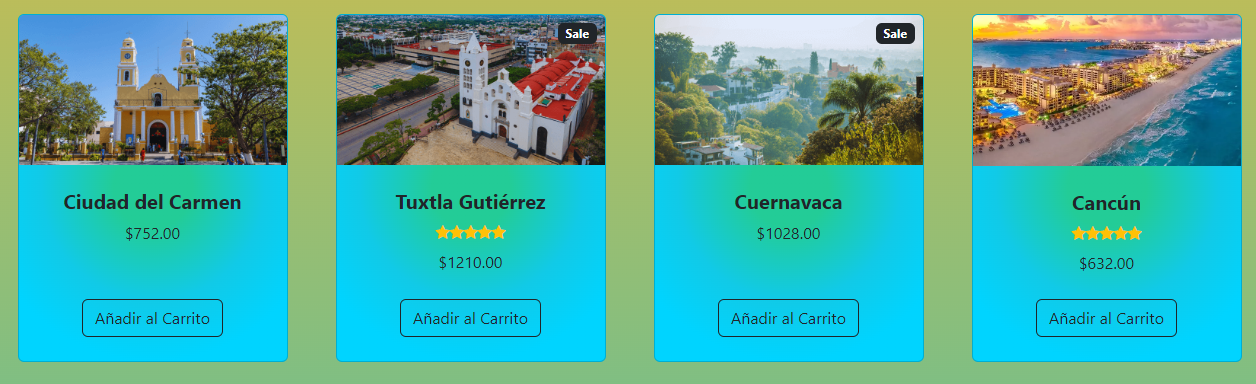 Ciudad del Carmen
$752.00
Añadir al Carrito
Sale
Tuxtla Gutiérrez
$1210.00
Añadir al Carrito
Sale
Cuernavaca
$1028.00
Añadir al Carrito
Cancún
$632.00
Añadir al Carrito